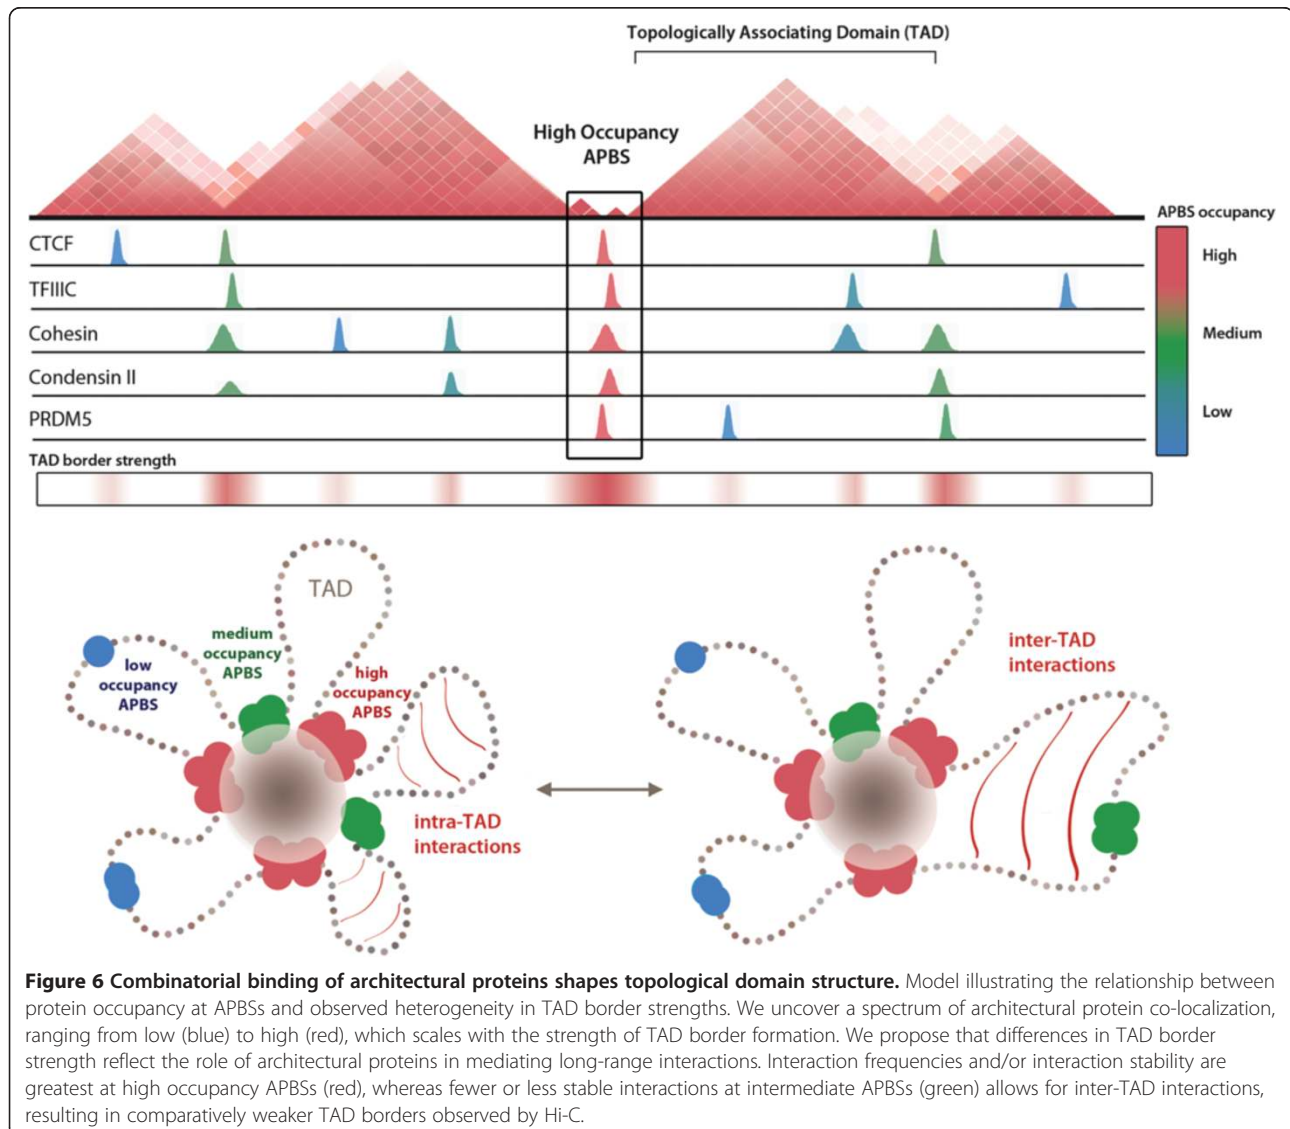 Topologically Associating Domain (TAD)
High Occupancy
APBS
APBS occupancy
High
Medium
Low
CTCF
TFIIIC
Cohesin
Condensin II
PRDM5
TAD border strength
TAD
medium
occupancy
APBS
low
occupancy
APBS
high
occupancy
APBS
intra-TAD
interactions
inter-TAD
interactions
Figure 6 Combinatorial binding of architectural proteins shapes topological domain structure. Model illustrating the relationship between
protein occupancy at APBSs and observed heterogeneity in TAD border strengths. We uncover a spectrum of architectural protein co-localization,
ranging from low (blue) to high (red), which scales with the strength of TAD border formation. We propose that differences in TAD border
strength reflect the role of architectural proteins in mediating long-range interactions. Interaction frequencies and/or interaction stability are
greatest at high occupancy APBSs (red), whereas fewer or less stable interactions at intermediate APBSs (green) allows for inter-TAD interactions,
resulting in comparatively weaker TAD borders observed by Hi-C.